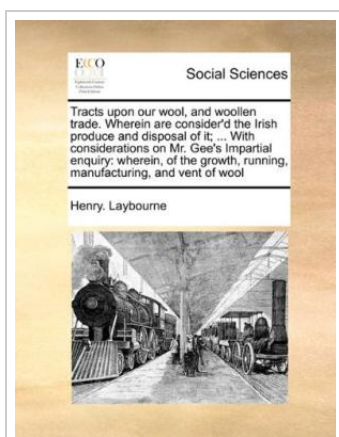 ECCO
Social Sciences
Tracts upon our wool, and woollen
trade. Wherein are consider'd the Irish
produce and disposal of it; ... With
considerations on Mr. Gee's Impartial
enquiry: wherein, of the growth, running,
manufacturing, and vent of wool
Henry. Laybourne